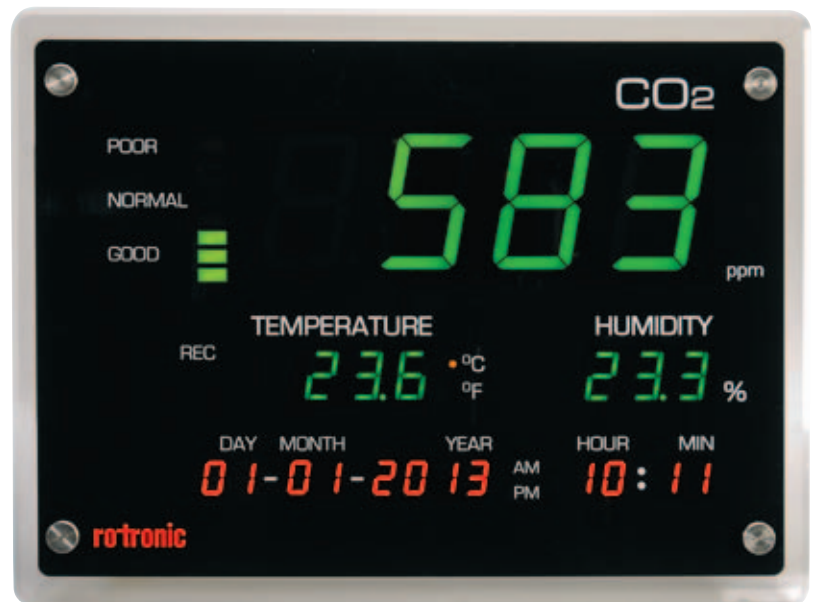 CO2
POOR
583
NORMAL
GOOD
ppm
TEMPERATURE HUMIDITY
REC 23.6 °C 23.3 %
°F
DAY MONTH YEAR HOUR MIN
01-01-2013 AM PM 10:11
rotronic